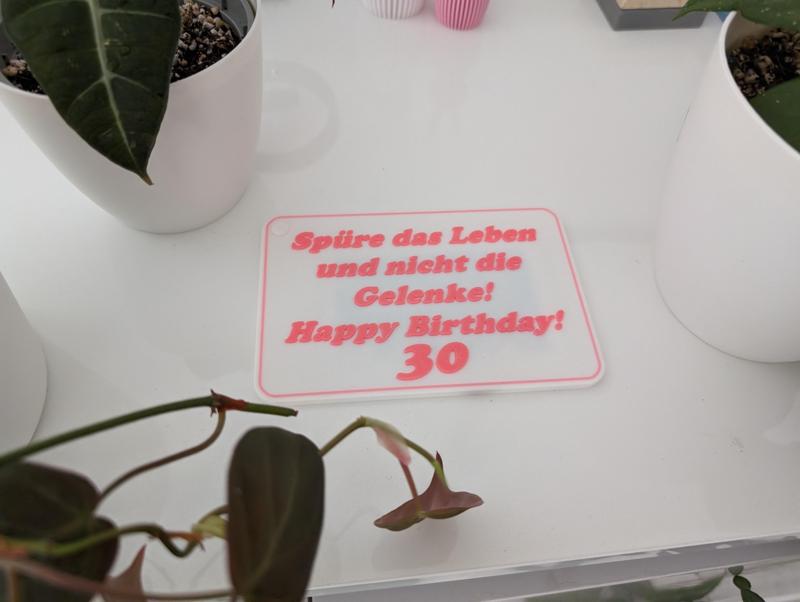 Spüre das Leben
und nicht die
Gelenke!
Happy Birthday!
30